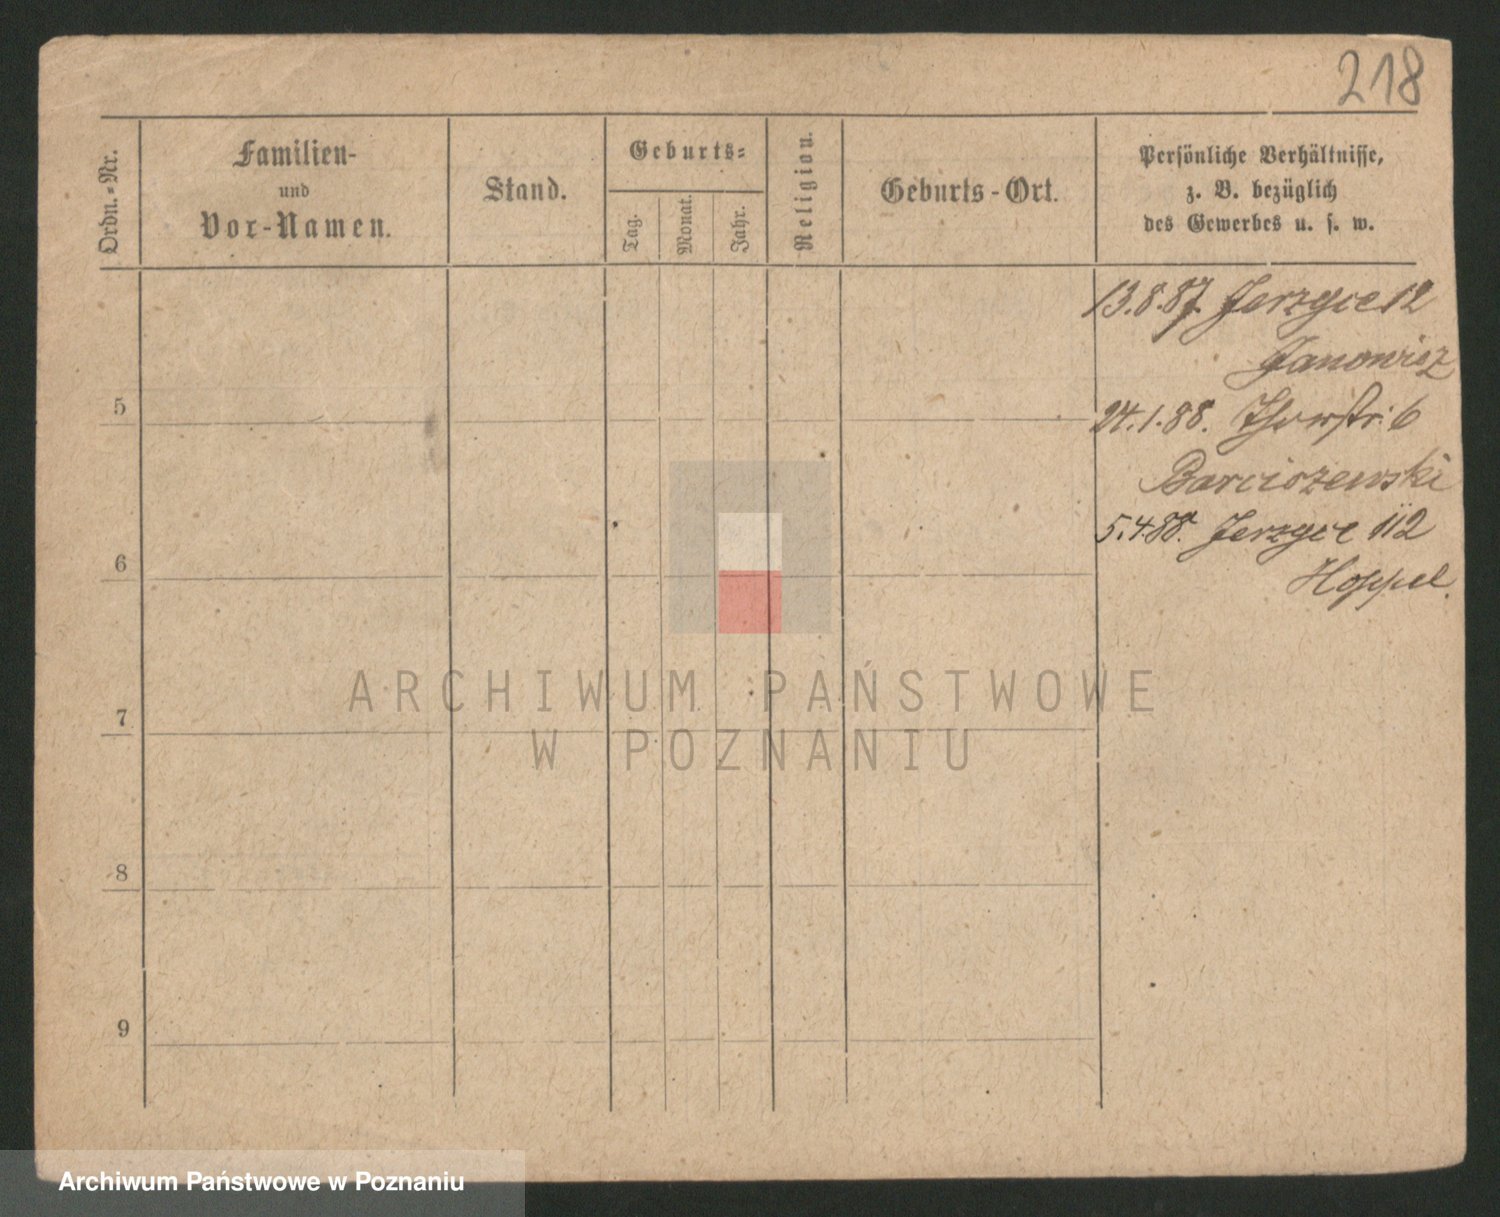 218
Ordn.-Nr.
Familien-
und
Vor-Namen.
Stand.
Geburts-
Tag.
Monat.
Jahr.
Religion.
Geburts-Ort.
Persönliche Verhältnisse,
z. B. bezüglich
des Gewerbes u. s. w.
13.8.87. Jerzyce 12
Janowicz
5
24.1.88. Thorstr. 6
Barciszewski
5.4.88. Jerzyce 112
Hoppel.
6
7
8
9
ARCHIWUM PAŃSTWOWE
W POZNANIU
Archiwum Państwowe w Poznaniu